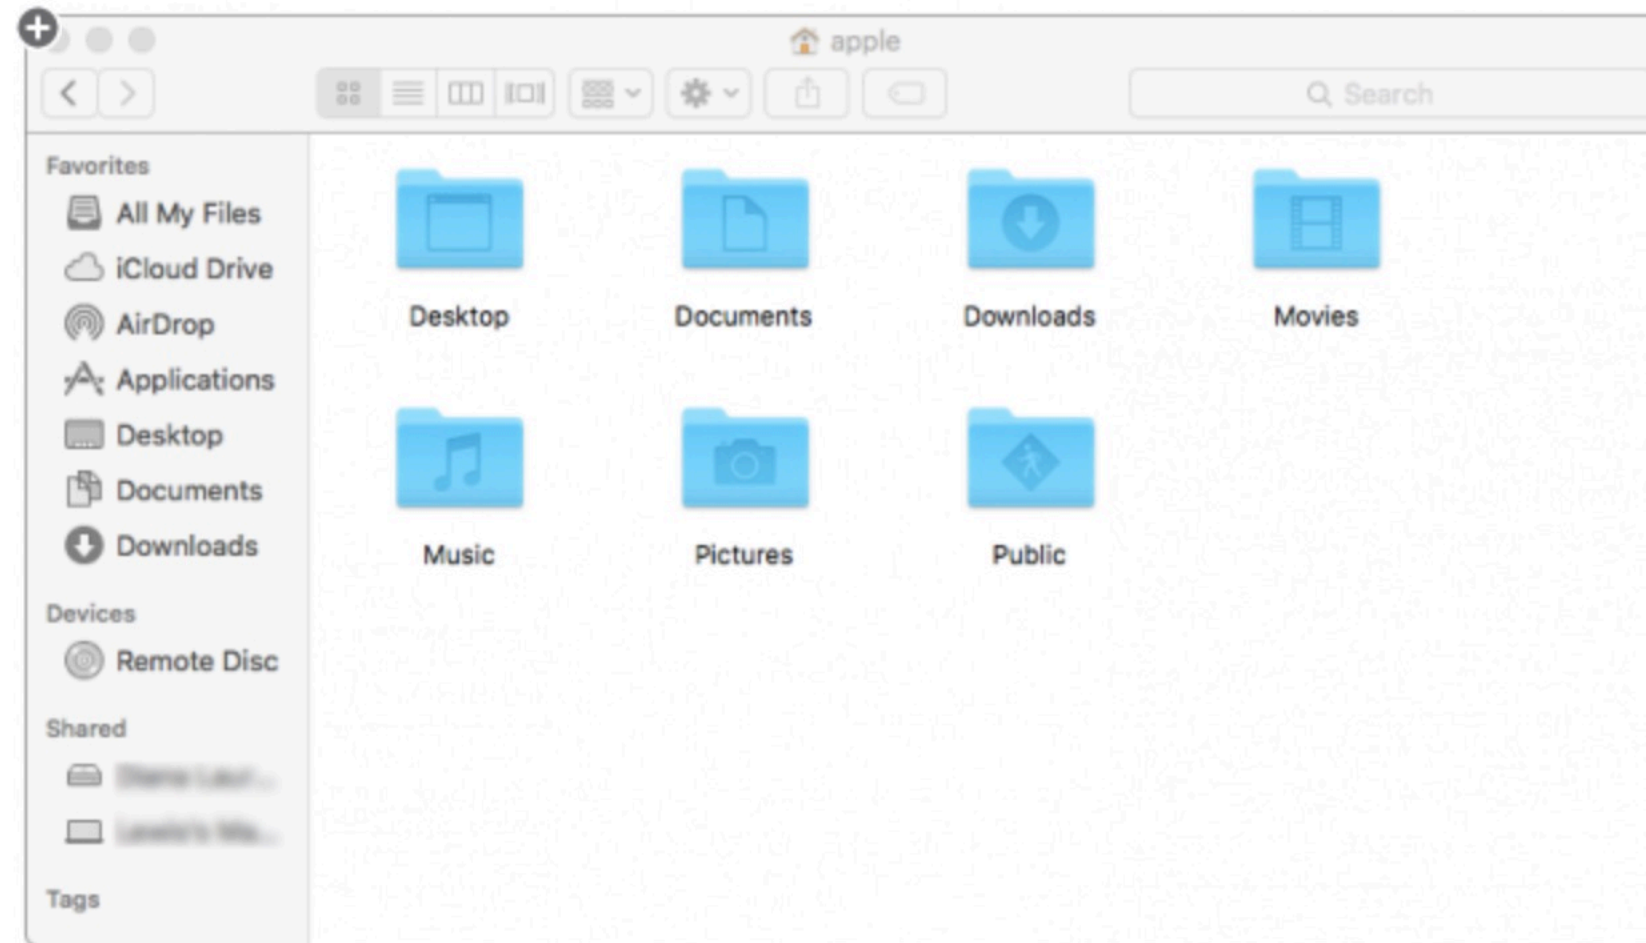 apple
Search
Favorites
All My Files
iCloud Drive
AirDrop
Applications
Desktop
Documents
Downloads
Devices
Remote Disc
Shared
Tags
Desktop
Documents
Downloads
Movies
Music
Pictures
Public